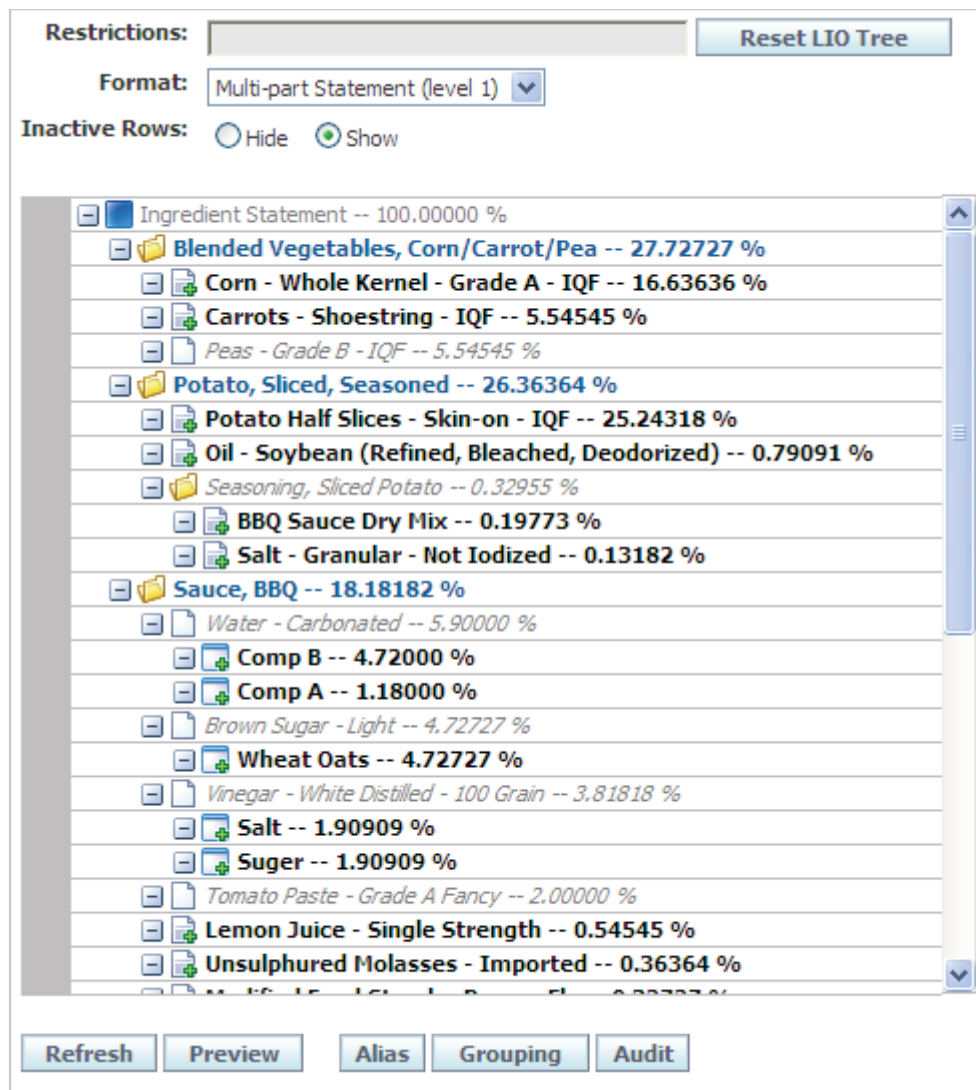 Restrictions: Reset LIO Tree
Format: Multi-part Statement (level 1)
Inactive Rows: Hide Show
Ingredient Statement -- 100.00000 %
Blended Vegetables, Corn/Carrot/Pea -- 27.72727 %
Corn - Whole Kernel - Grade A - IQF -- 16.63636 %
Carrots - Shoestring - IQF -- 5.54545 %
Peas - Grade B - IQF -- 5.54545 %
Potato, Sliced, Seasoned -- 26.36364 %
Potato Half Slices - Skin-on - IQF -- 25.24318 %
Oil - Soybean (Refined, Bleached, Deodorized) -- 0.79091 %
Seasoning, Sliced Potato -- 0.32955 %
BBQ Sauce Dry Mix -- 0.19773 %
Salt - Granular - Not Iodized -- 0.13182 %
Sauce, BBQ -- 18.18182 %
Water - Carbonated -- 5.90000 %
Comp B -- 4.72000 %
Comp A -- 1.18000 %
Brown Sugar - Light -- 4.72727 %
Wheat Oats -- 4.72727 %
Vinegar - White Distilled - 100 Grain -- 3.81818 %
Salt -- 1.90909 %
Suger -- 1.90909 %
Tomato Paste - Grade A Fancy -- 2.00000 %
Lemon Juice - Single Strength -- 0.54545 %
Unsulphured Molasses - Imported -- 0.36364 %
Refresh Preview Alias Grouping Audit